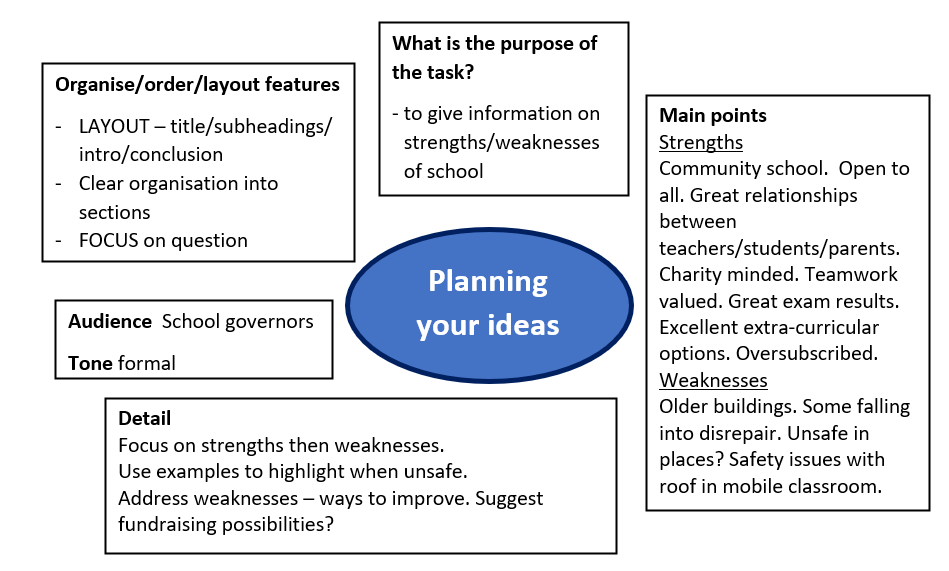 What is the purpose of
the task?
- to give information on
strengths/weaknesses
of school
Organise/order/layout features
- LAYOUT – title/subheadings/
intro/conclusion
- Clear organisation into
sections
- FOCUS on question
Main points
Strengths
Community school.  Open to
all. Great relationships
between
teachers/students/parents.
Charity minded. Teamwork
valued. Great exam results.
Excellent extra-curricular
options. Oversubscribed.
Weaknesses
Older buildings. Some falling
into disrepair. Unsafe in
places? Safety issues with
roof in mobile classroom.
Planning
your ideas
Audience  School governors
Tone formal
Detail
Focus on strengths then weaknesses.
Use examples to highlight when unsafe.
Address weaknesses – ways to improve. Suggest
fundraising possibilities?